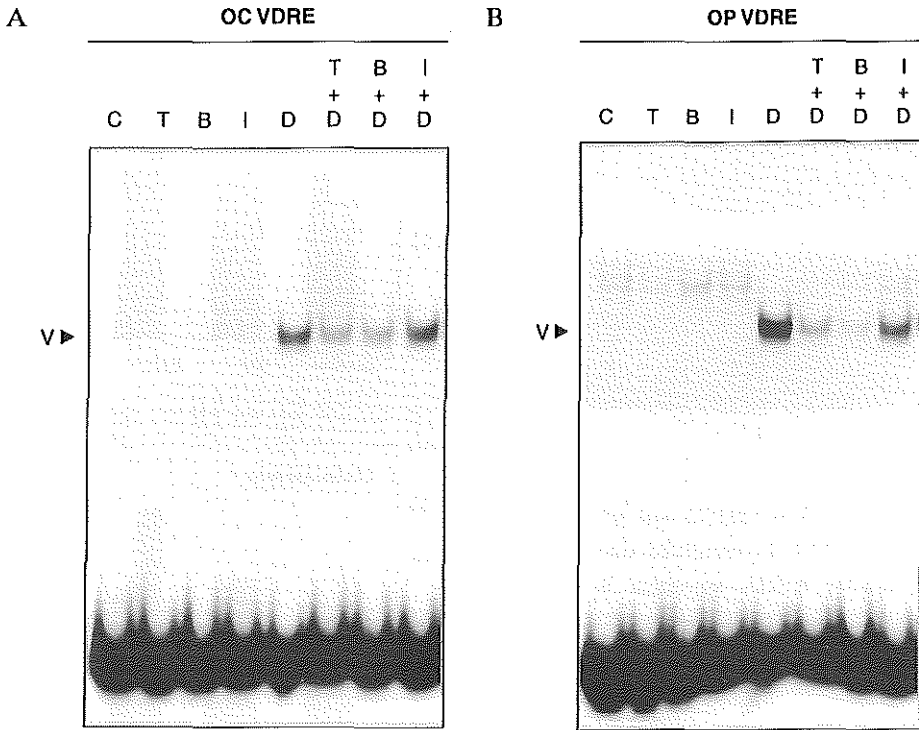 A
OC VDRE
T B I
+ + +
C T B I D D D D
V
B
OP VDRE
T B I
+ + +
C T B I D D D D
V